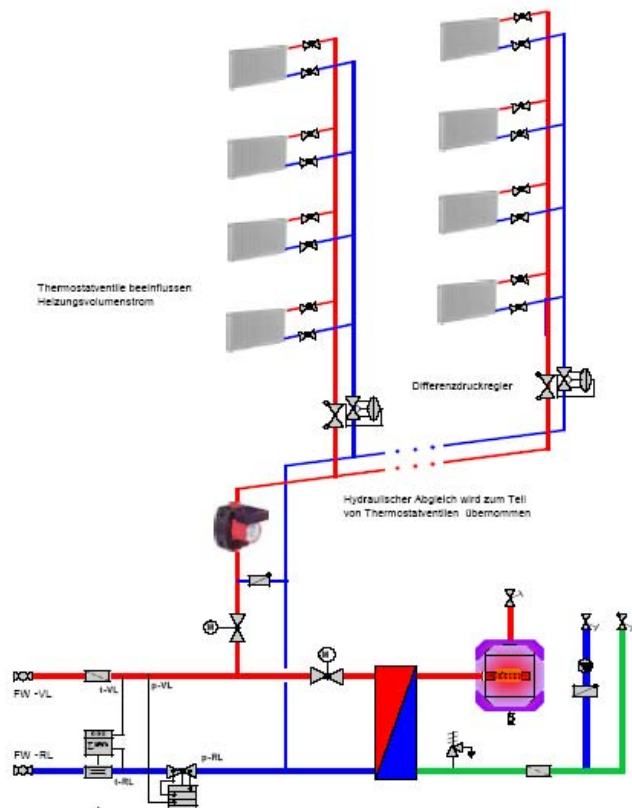 Thermostatventile beeinflussen
Heizungsvolumenstrom
Differenzdruckregler
Hydraulischer Abgleich wird zum Teil
von Thermostatventilen übernommen
M
M
FW -VL
t-VL
p-VL
FW -RL
t-RL
p-RL